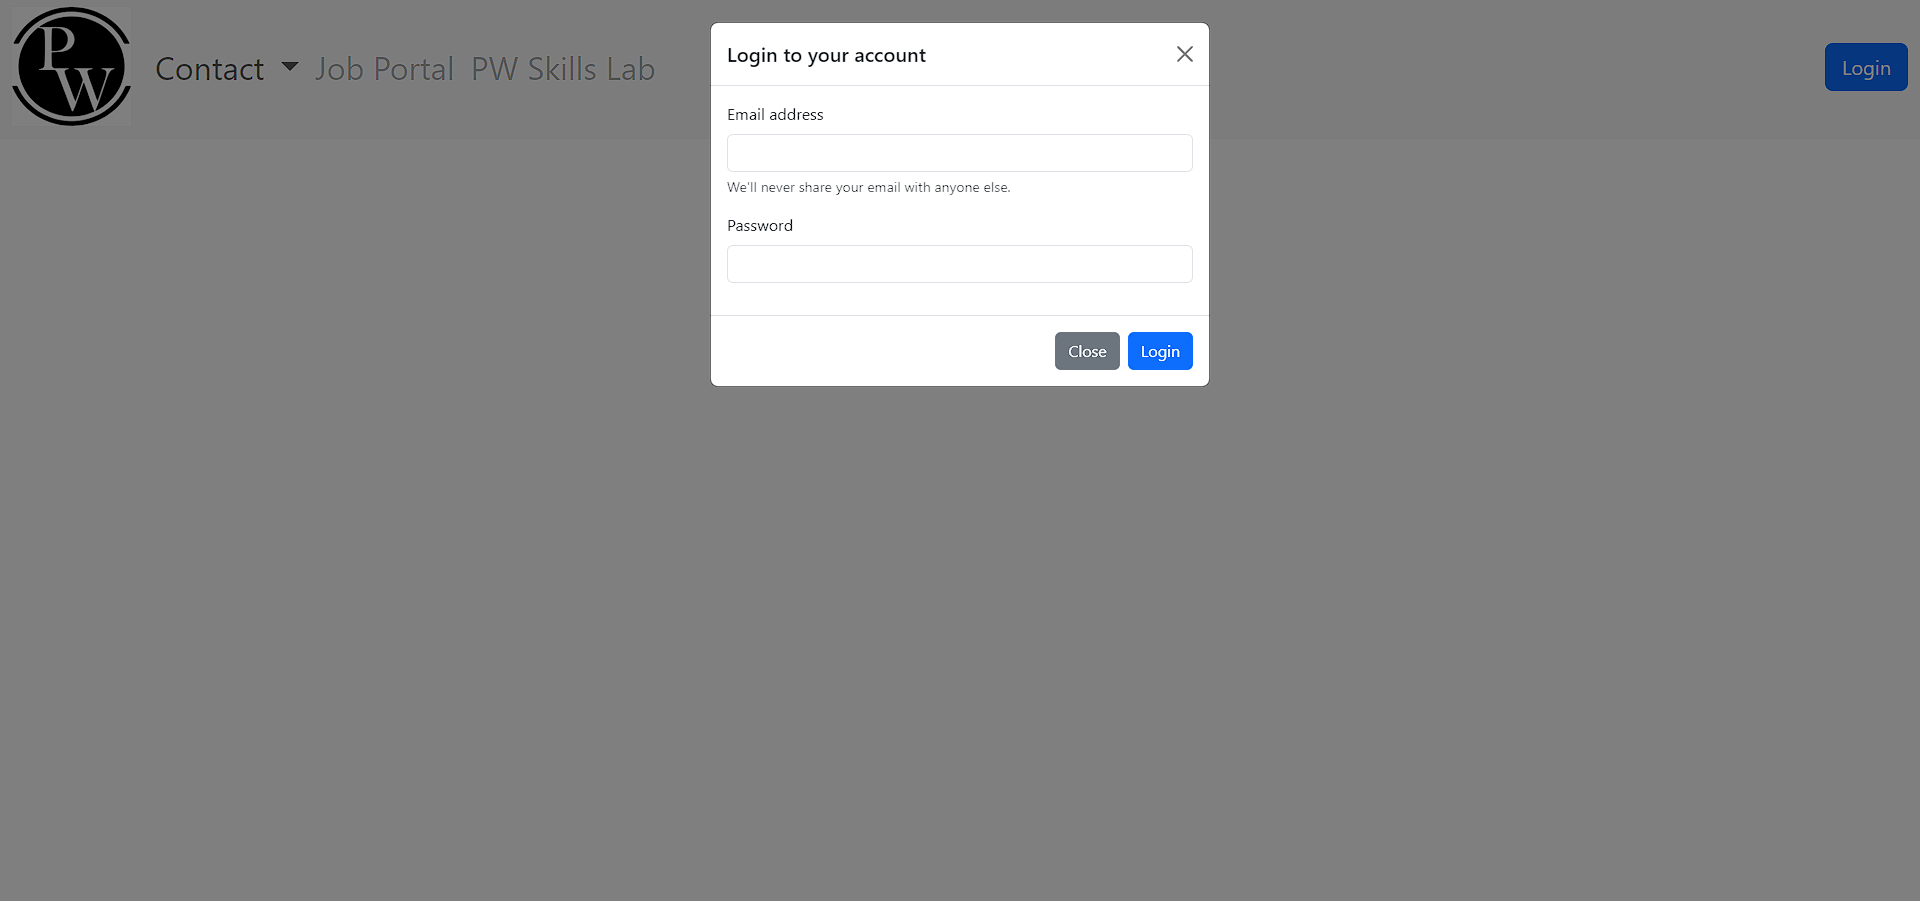 PW
Contact Job Portal PW Skills Lab
Login
Login to your account
Email address
We'll never share your email with anyone else.
Password
Close Login